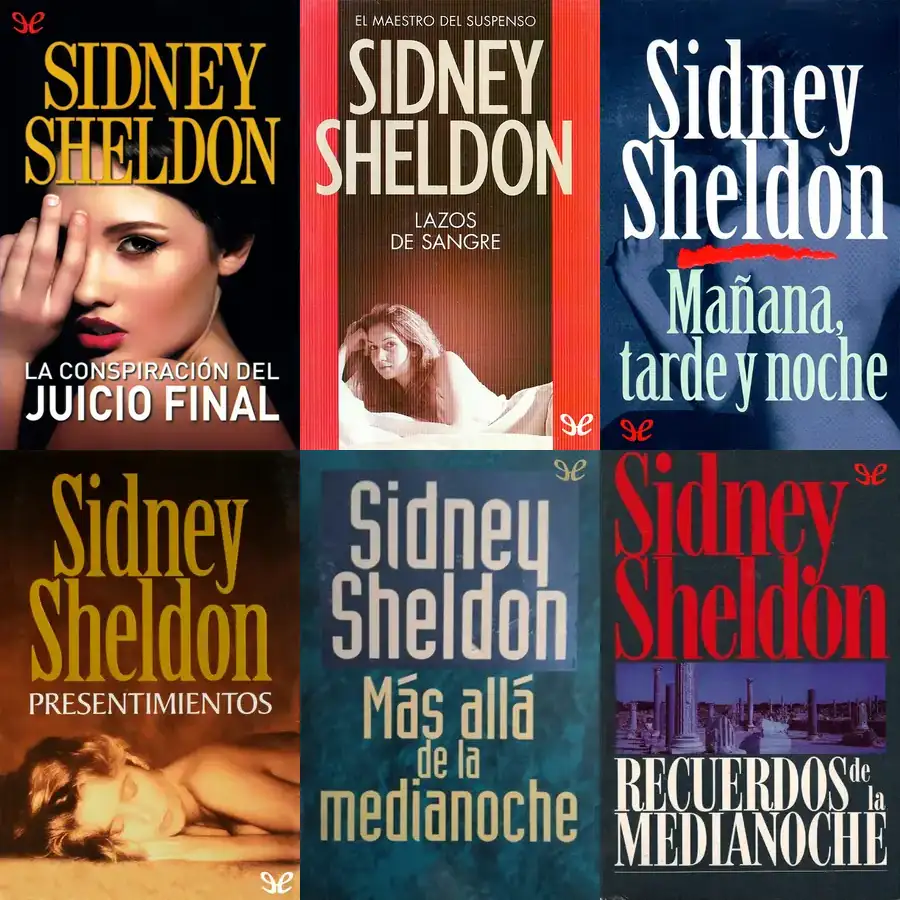 SIDNEY
SHELDON
LA CONSPIRACIÓN DEL
JUICIO FINAL
EL MAESTRO DEL SUSPENSO
SIDNEY
SHELDON
LAZOS
DE SANGRE
Sidney
Sheldon
Mañana,
tarde y noche
Sidney
Sheldon
PRESENTIMIENTOS
Sidney
Sheldon
Más allá
de la
medianoche
Sidney
Sheldon
RECUERDOS de la
MEDIANOCHE